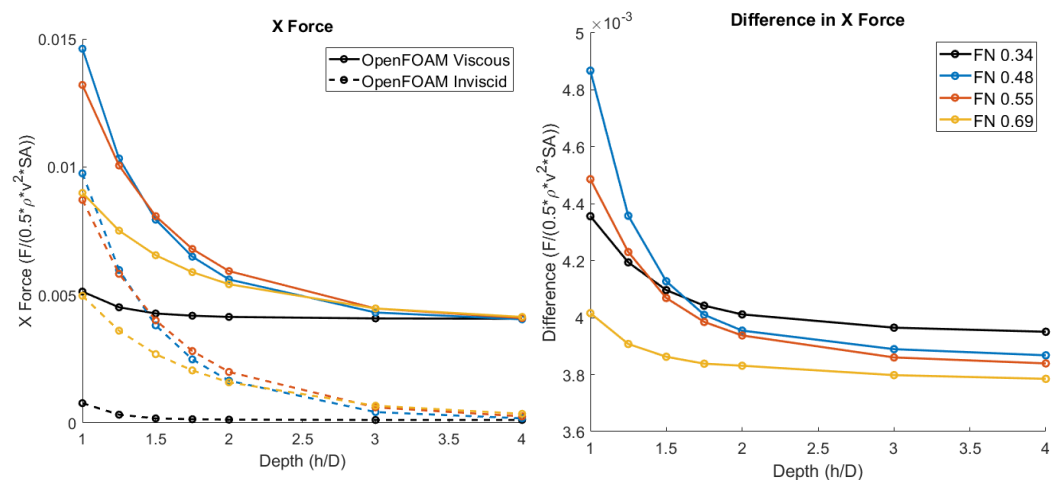 X Force
OpenFOAM Viscous
OpenFOAM Inviscid
X Force (F/(0.5*ρ*v²*SA))
0.015
0.01
0.005
0
1 1.5 2 2.5 3 3.5 4
Depth (h/D)
Difference in X Force
×10⁻³
FN 0.34
FN 0.48
FN 0.55
FN 0.69
Difference (F/(0.5*ρ*v²*SA))
5
4.8
4.6
4.4
4.2
4
3.8
3.6
1 1.5 2 2.5 3 3.5 4
Depth (h/D)